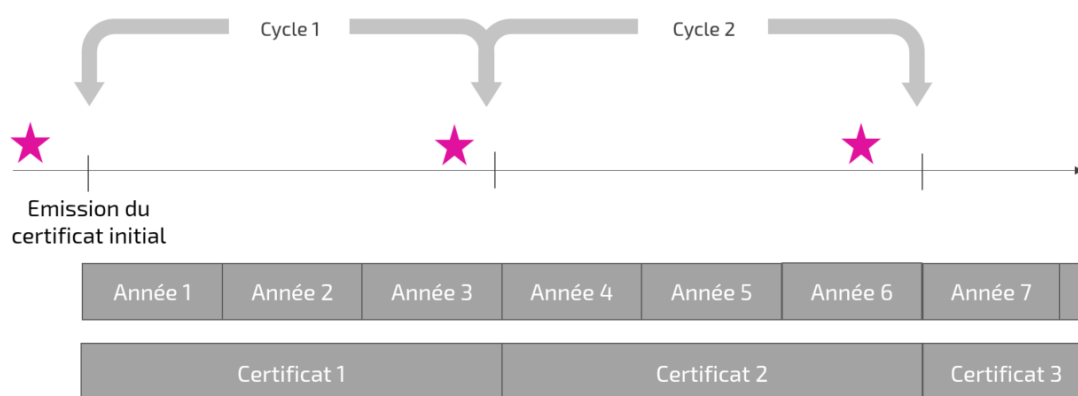 Cycle 1
Cycle 2
Emission du
certificat initial
Année 1
Année 2
Année 3
Année 4
Année 5
Année 6
Année 7
Certificat 1
Certificat 2
Certificat 3